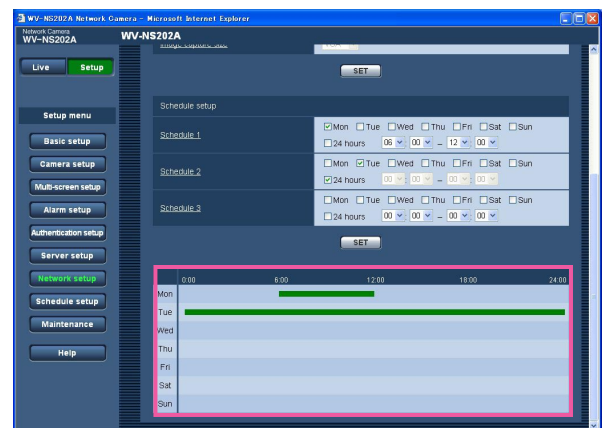 WV-NS202A Network Camera - Microsoft Internet Explorer
Network Camera
WV-NS202A
WV-NS202A
Live
Setup
Image capture size
SET
Setup menu
Basic setup
Camera setup
Multi-screen setup
Alarm setup
Authentication setup
Server setup
Network setup
Schedule setup
Maintenance
Help
Schedule setup
Schedule 1
Mon Tue Wed Thu Fri Sat Sun
24 hours 06 : 00 – 12 : 00
Schedule 2
Mon Tue Wed Thu Fri Sat Sun
24 hours 00 : 00 – 00 : 00
Schedule 3
Mon Tue Wed Thu Fri Sat Sun
24 hours 00 : 00 – 00 : 00
SET
0:00 6:00 12:00 18:00 24:00
Mon
Tue
Wed
Thu
Fri
Sat
Sun